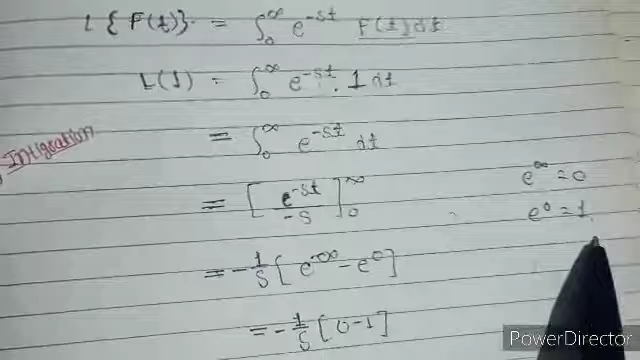 L { F(t)} = ∫₀^∞ e^-st F(t) dt
L(1) = ∫₀^∞ e^-st . 1 dt
Intigration
= ∫₀^∞ e^-st dt
= [ e^-st / -s ]₀^∞
e^∞ = 0
e^0 = 1
= - 1/s [ e^-∞ - e^0 ]
= - 1/s [ 0 - 1 ]
PowerDirector